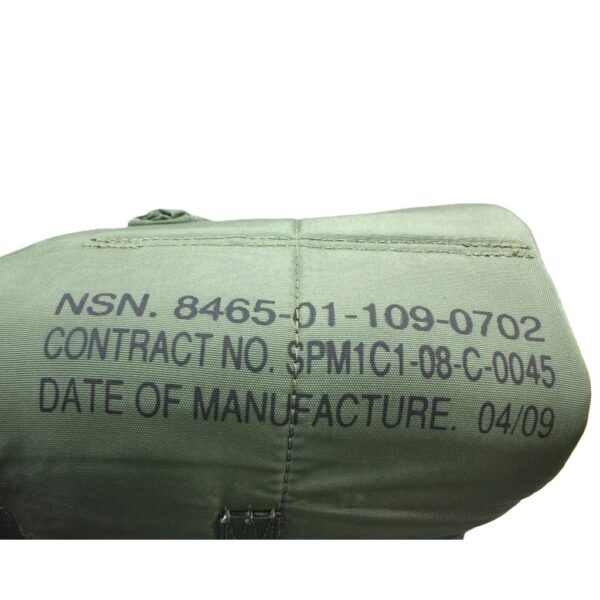 NSN. 8465-01-109-0702
CONTRACT NO. SPM1C1-08-C-0045
DATE OF MANUFACTURE. 04/09